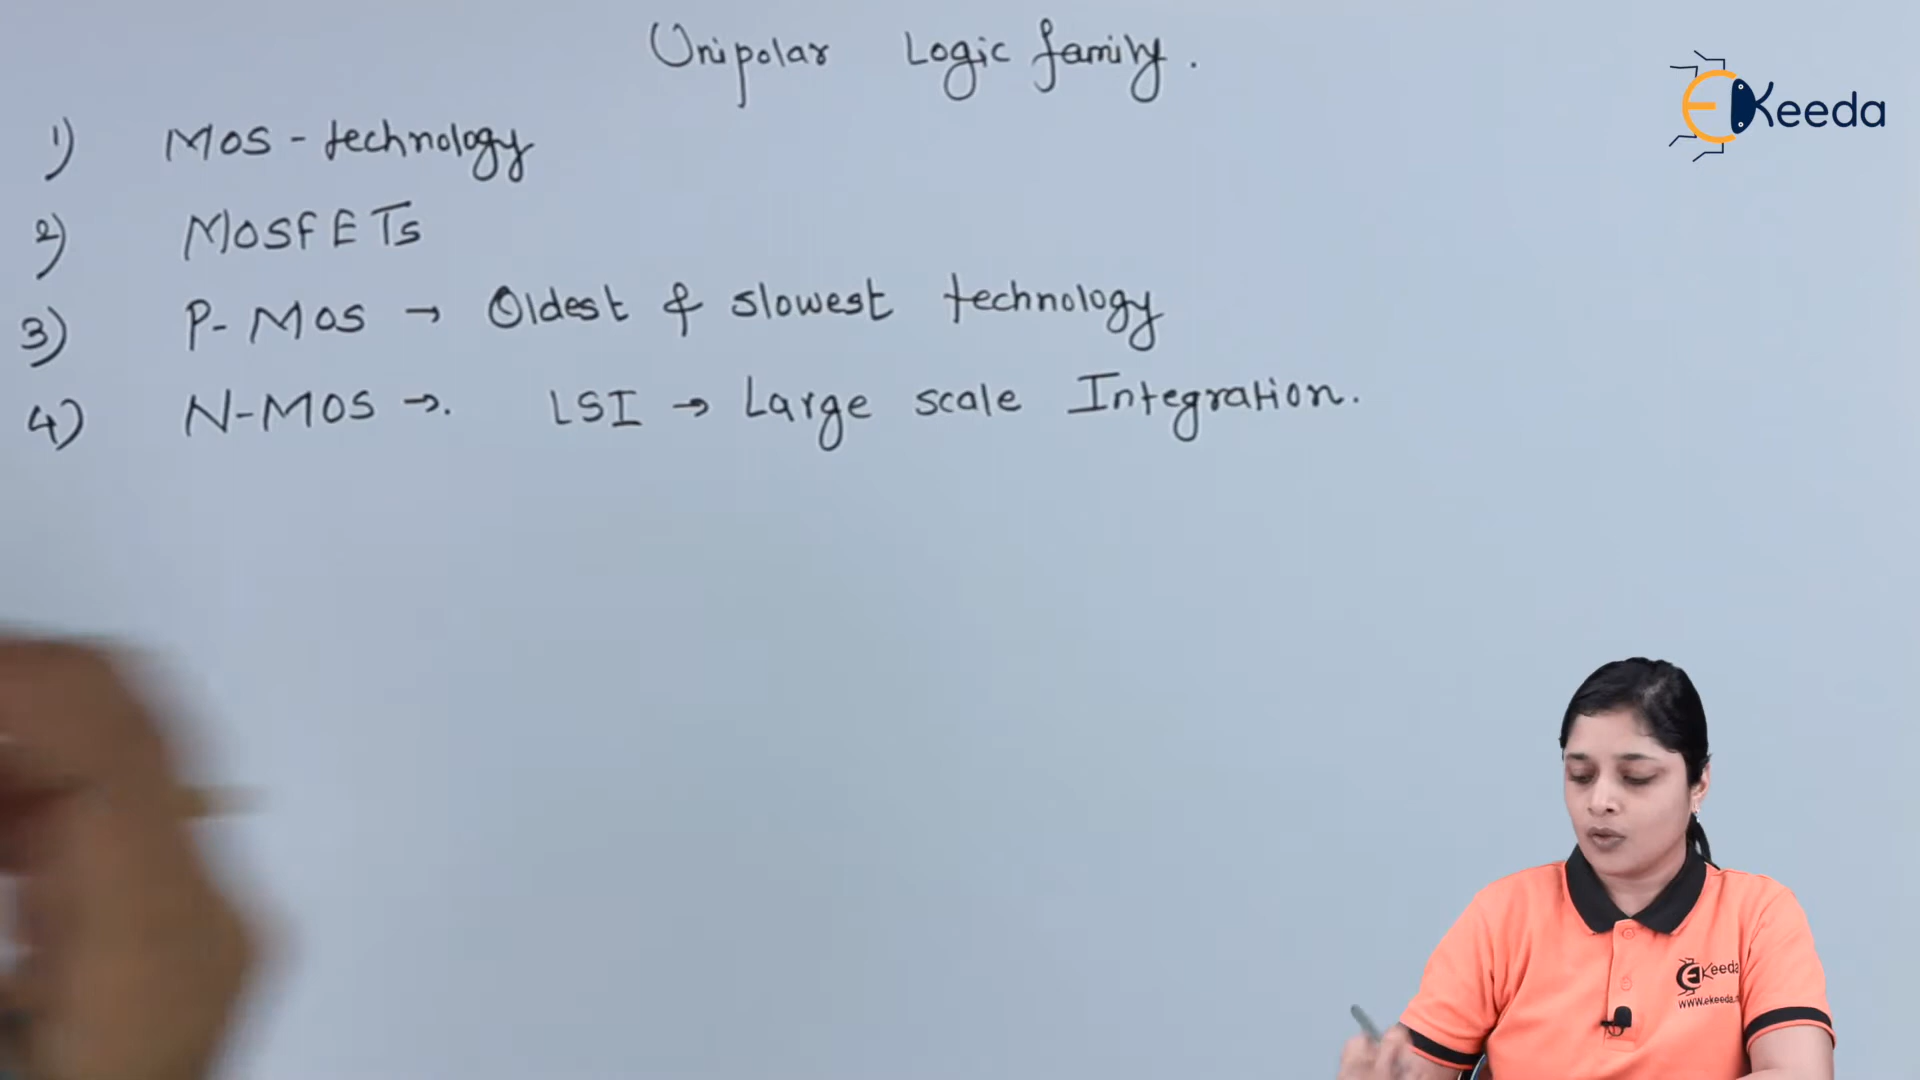 Unipolar Logic family.
EKeeda
1) MOS - technology
2) MOSFETs
3) P-MOS → Oldest & slowest technology
4) N-MOS →. LSI → Large scale Integration.
EKeeda